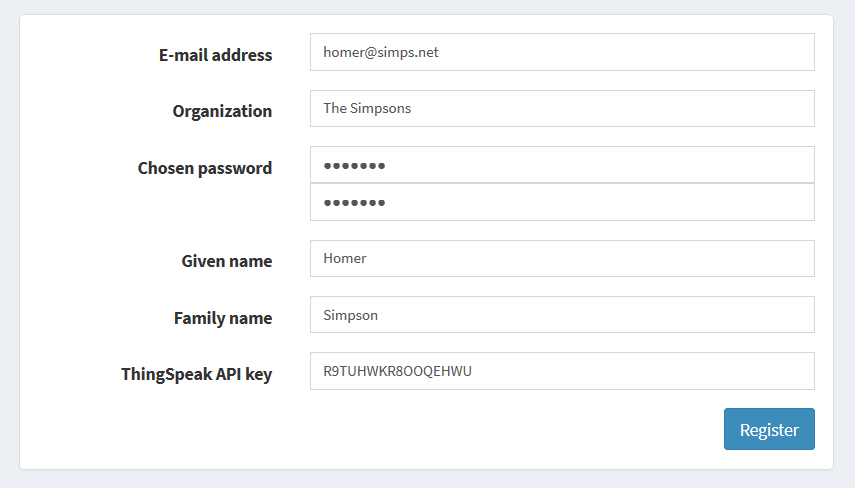 E-mail address homer@simps.net
Organization The Simpsons
Chosen password •••••••
•••••••
Given name Homer
Family name Simpson
ThingSpeak API key R9TUHWKR8OOQEHWU
Register